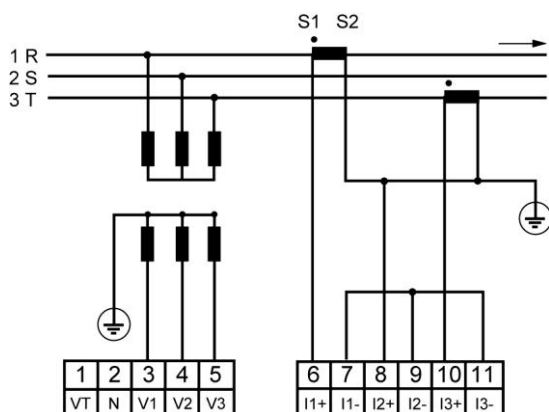 S1 S2
1 R
2 S
3 T
1 2 3 4 5 6 7 8 9 10 11
VT N V1 V2 V3 I1+ I1- I2+ I2- I3+ I3-